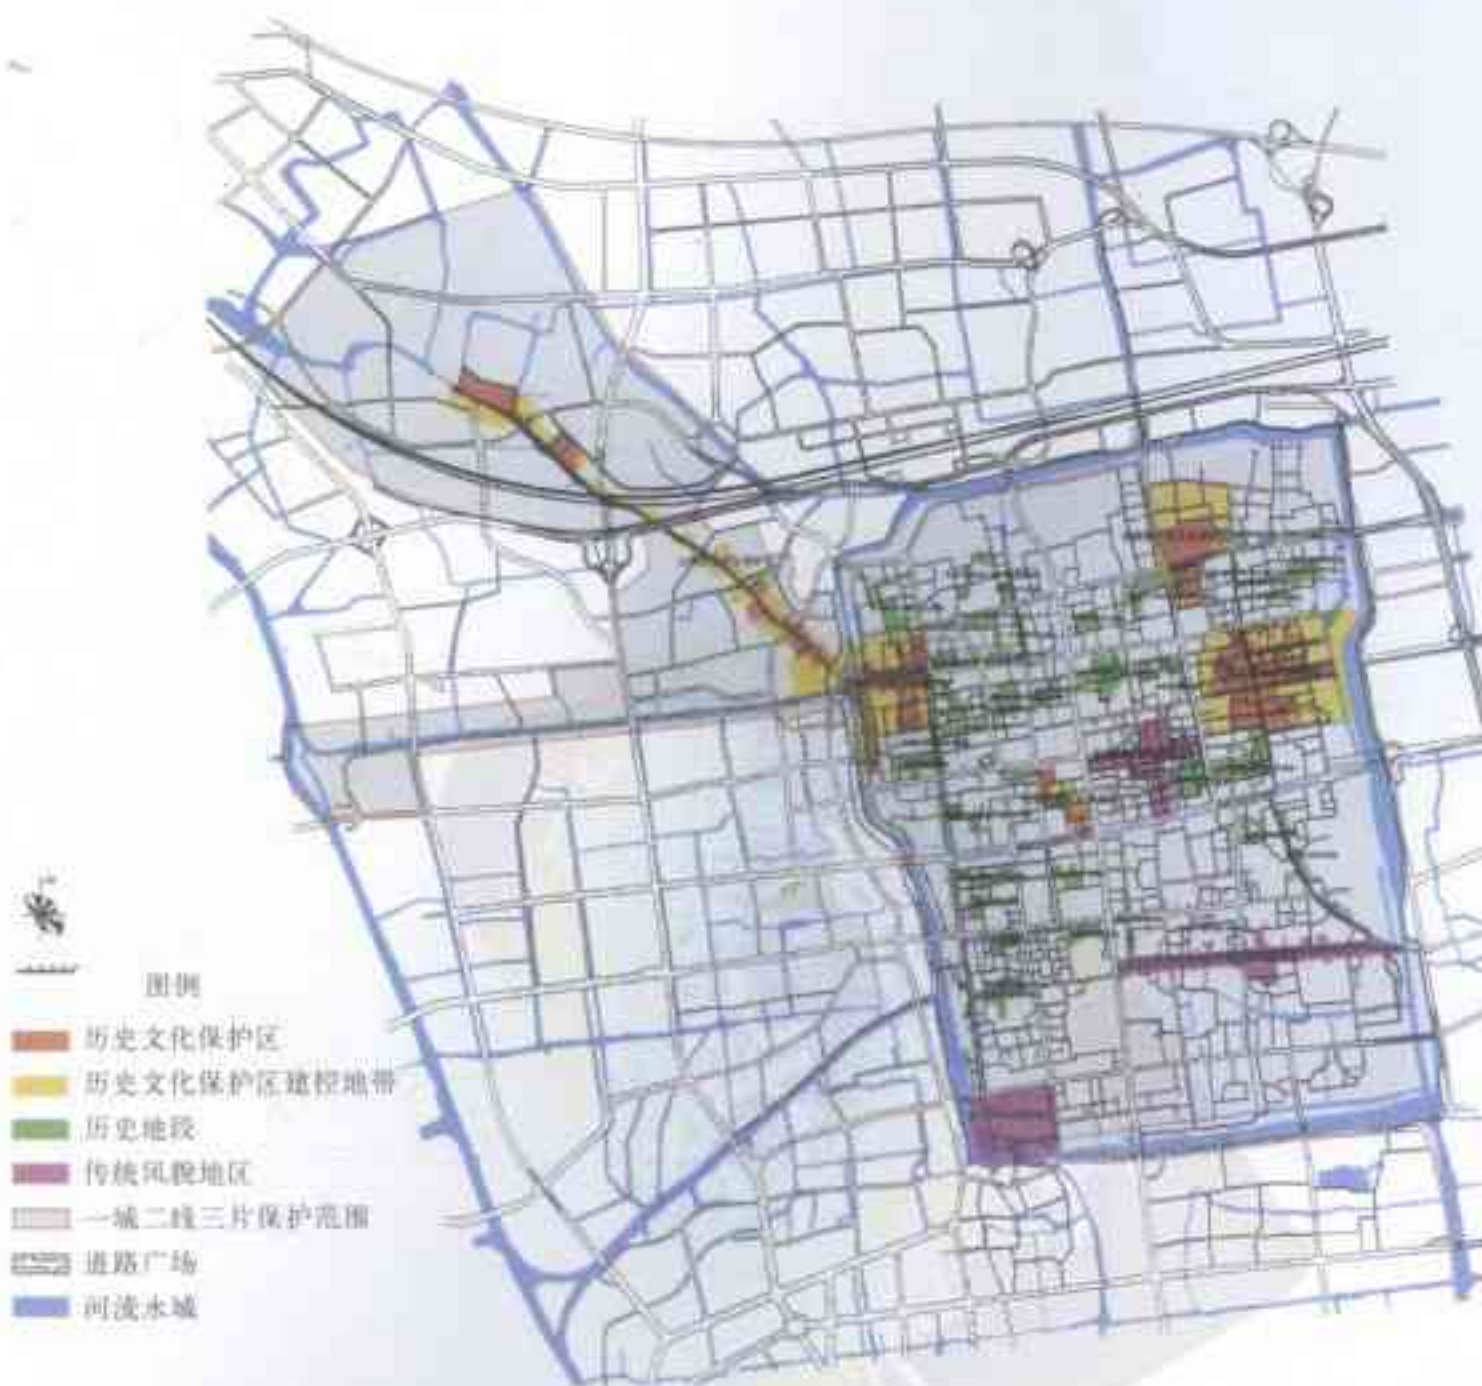 图例
历史文化保护区
历史文化保护区建控地带
历史地段
传统风貌地区
一城二线三片保护范围
道路广场
河流水域